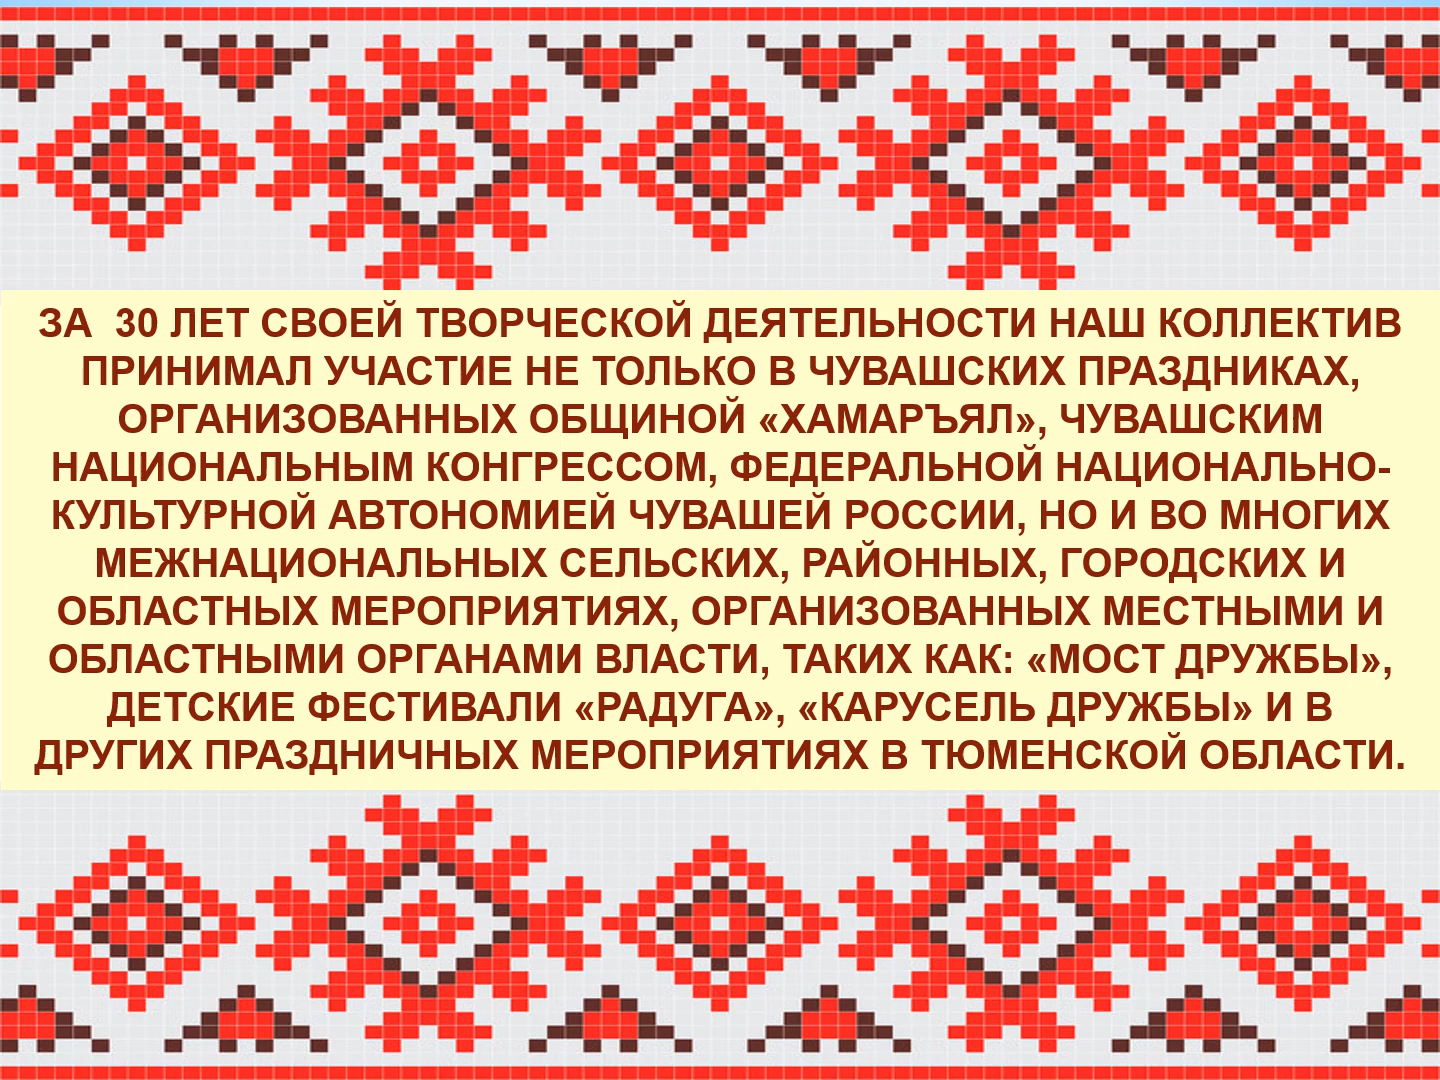 ЗА  30 ЛЕТ СВОЕЙ ТВОРЧЕСКОЙ ДЕЯТЕЛЬНОСТИ НАШ КОЛЛЕКТИВ
ПРИНИМАЛ УЧАСТИЕ НЕ ТОЛЬКО В ЧУВАШСКИХ ПРАЗДНИКАХ,
ОРГАНИЗОВАННЫХ ОБЩИНОЙ «ХАМАРЪЯЛ», ЧУВАШСКИМ
НАЦИОНАЛЬНЫМ КОНГРЕССОМ, ФЕДЕРАЛЬНОЙ НАЦИОНАЛЬНО-
КУЛЬТУРНОЙ АВТОНОМИЕЙ ЧУВАШЕЙ РОССИИ, НО И ВО МНОГИХ
МЕЖНАЦИОНАЛЬНЫХ СЕЛЬСКИХ, РАЙОННЫХ, ГОРОДСКИХ И
ОБЛАСТНЫХ МЕРОПРИЯТИЯХ, ОРГАНИЗОВАННЫХ МЕСТНЫМИ И
ОБЛАСТНЫМИ ОРГАНАМИ ВЛАСТИ, ТАКИХ КАК: «МОСТ ДРУЖБЫ»,
ДЕТСКИЕ ФЕСТИВАЛИ «РАДУГА», «КАРУСЕЛЬ ДРУЖБЫ» И В
ДРУГИХ ПРАЗДНИЧНЫХ МЕРОПРИЯТИЯХ В ТЮМЕНСКОЙ ОБЛАСТИ.